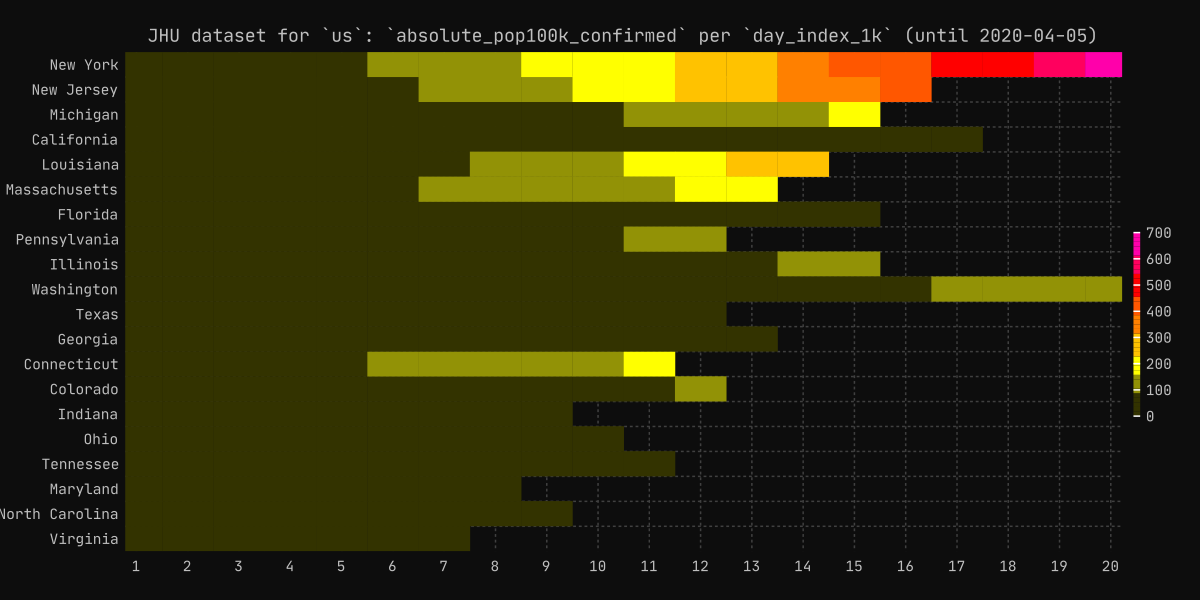 JHU dataset for `us`: `absolute_pop100k_confirmed` per `day_index_1k` (until 2020-04-05)
New York
New Jersey
Michigan
California
Louisiana
Massachusetts
Florida
Pennsylvania
Illinois
Washington
Texas
Georgia
Connecticut
Colorado
Indiana
Ohio
Tennessee
Maryland
North Carolina
Virginia
1 2 3 4 5 6 7 8 9 10 11 12 13 14 15 16 17 18 19 20
700
600
500
400
300
200
100
0